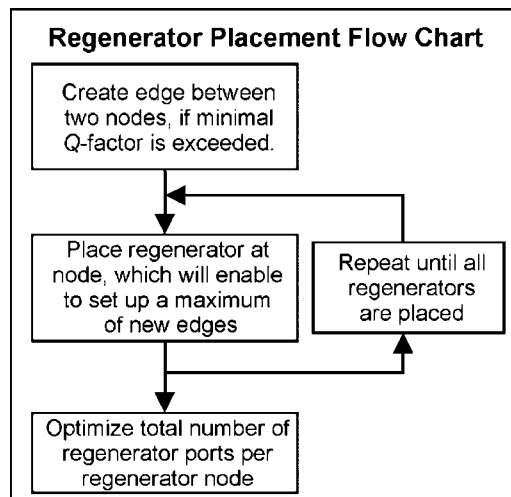 Regenerator Placement Flow Chart
Create edge between
two nodes, if minimal
Q-factor is exceeded.
Place regenerator at
node, which will enable
to set up a maximum
of new edges
Repeat until all
regenerators
are placed
Optimize total number of
regenerator ports per
regenerator node